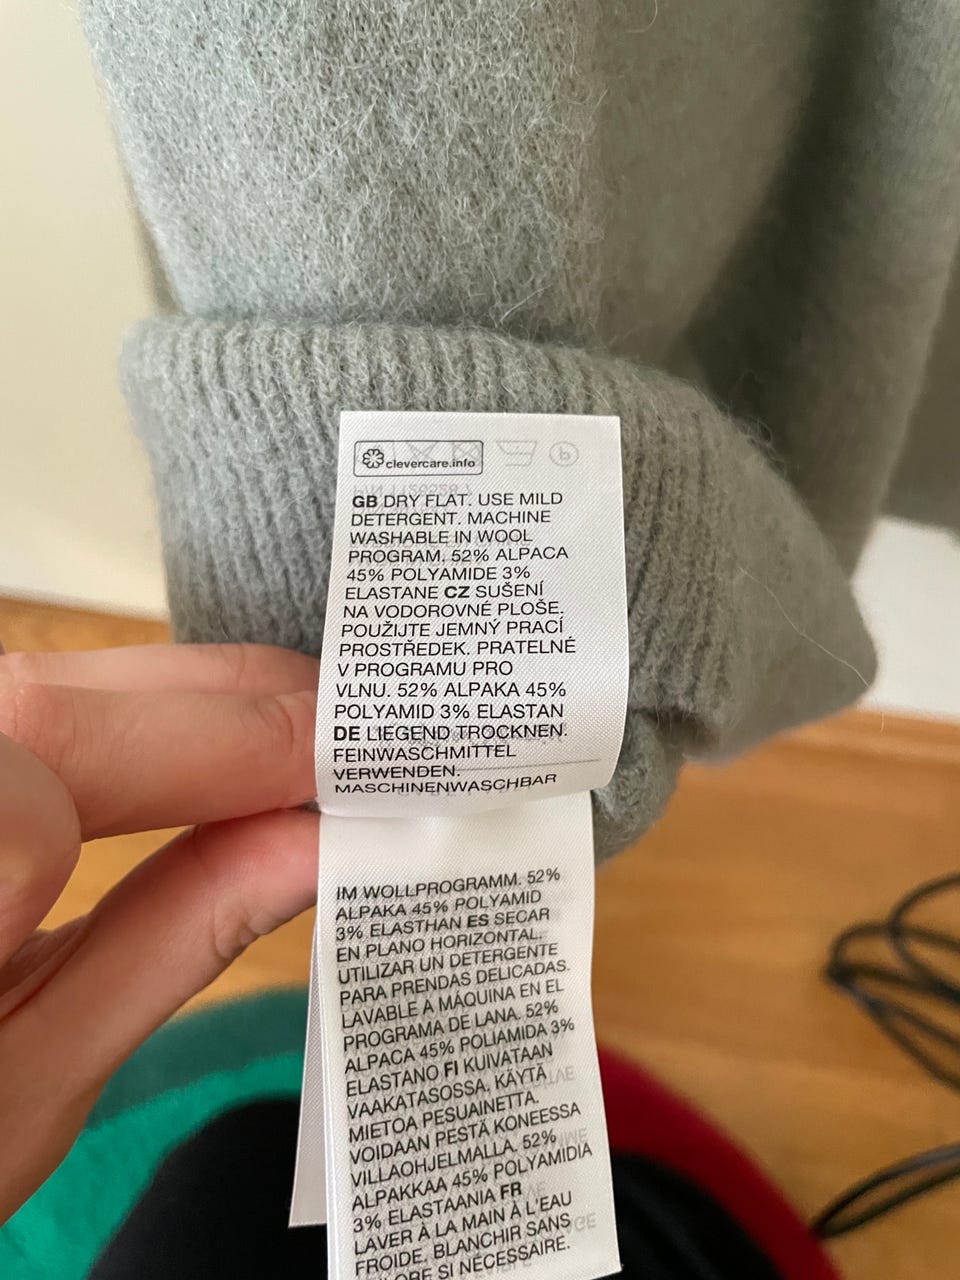 clevercare.info
GB DRY FLAT. USE MILD
DETERGENT. MACHINE
WASHABLE IN WOOL
PROGRAM. 52% ALPACA
45% POLYAMIDE 3%
ELASTANE CZ SUŠENÍ
NA VODOROVNÉ PLOŠE.
POUŽIJTE JEMNÝ PRACÍ
PROSTŘEDEK. PRATELNÉ
V PROGRAMU PRO
VLNU. 52% ALPAKA 45%
POLYAMID 3% ELASTAN
DE LIEGEND TROCKNEN.
FEINWASCHMITTEL
VERWENDEN.
MASCHINENWASCHBAR
IM WOLLPROGRAMM. 52%
ALPAKA 45% POLYAMID
3% ELASTHAN ES SECAR
EN PLANO HORIZONTAL.
UTILIZAR UN DETERGENTE
PARA PRENDAS DELICADAS.
LAVABLE A MÁQUINA EN EL
PROGRAMA DE LANA. 52%
ALPACA 45% POLIAMIDA 3%
ELASTANO FI KUIVATAAN
VAAKATASOSSA. KÄYTÄ
MIETOA PESUAINETTA.
VOIDAAN PESTÄ KONEESSA
VILLAOHJELMALLA. 52%
ALPAKKAA 45% POLYAMIDIA
3% ELASTAANIA FR
LAVER À LA MAIN À L'EAU
FROIDE. BLANCHIR SANS
SI NÉCESSAIRE.